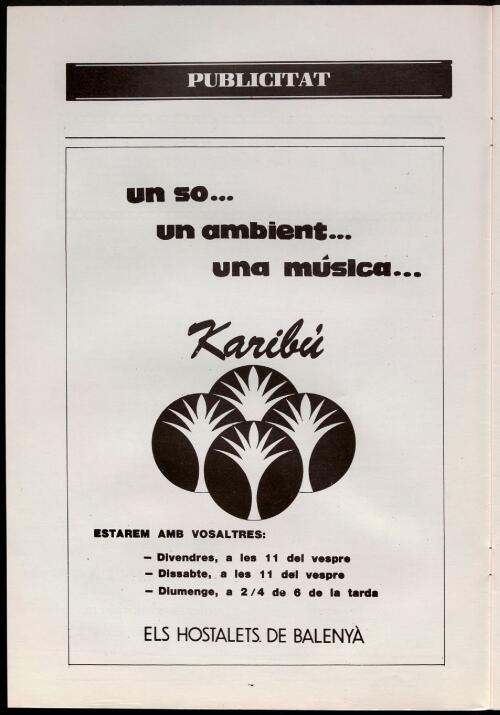 PUBLICITAT
un so...
un ambient...
una música...
Karibú
ESTAREM AMB VOSALTRES:
— Divendres, a les 11 del vespre
— Dissabte, a les 11 del vespre
— Diumenge, a 2/4 de 6 de la tarda
ELS HOSTALETS. DE BALENYÀ